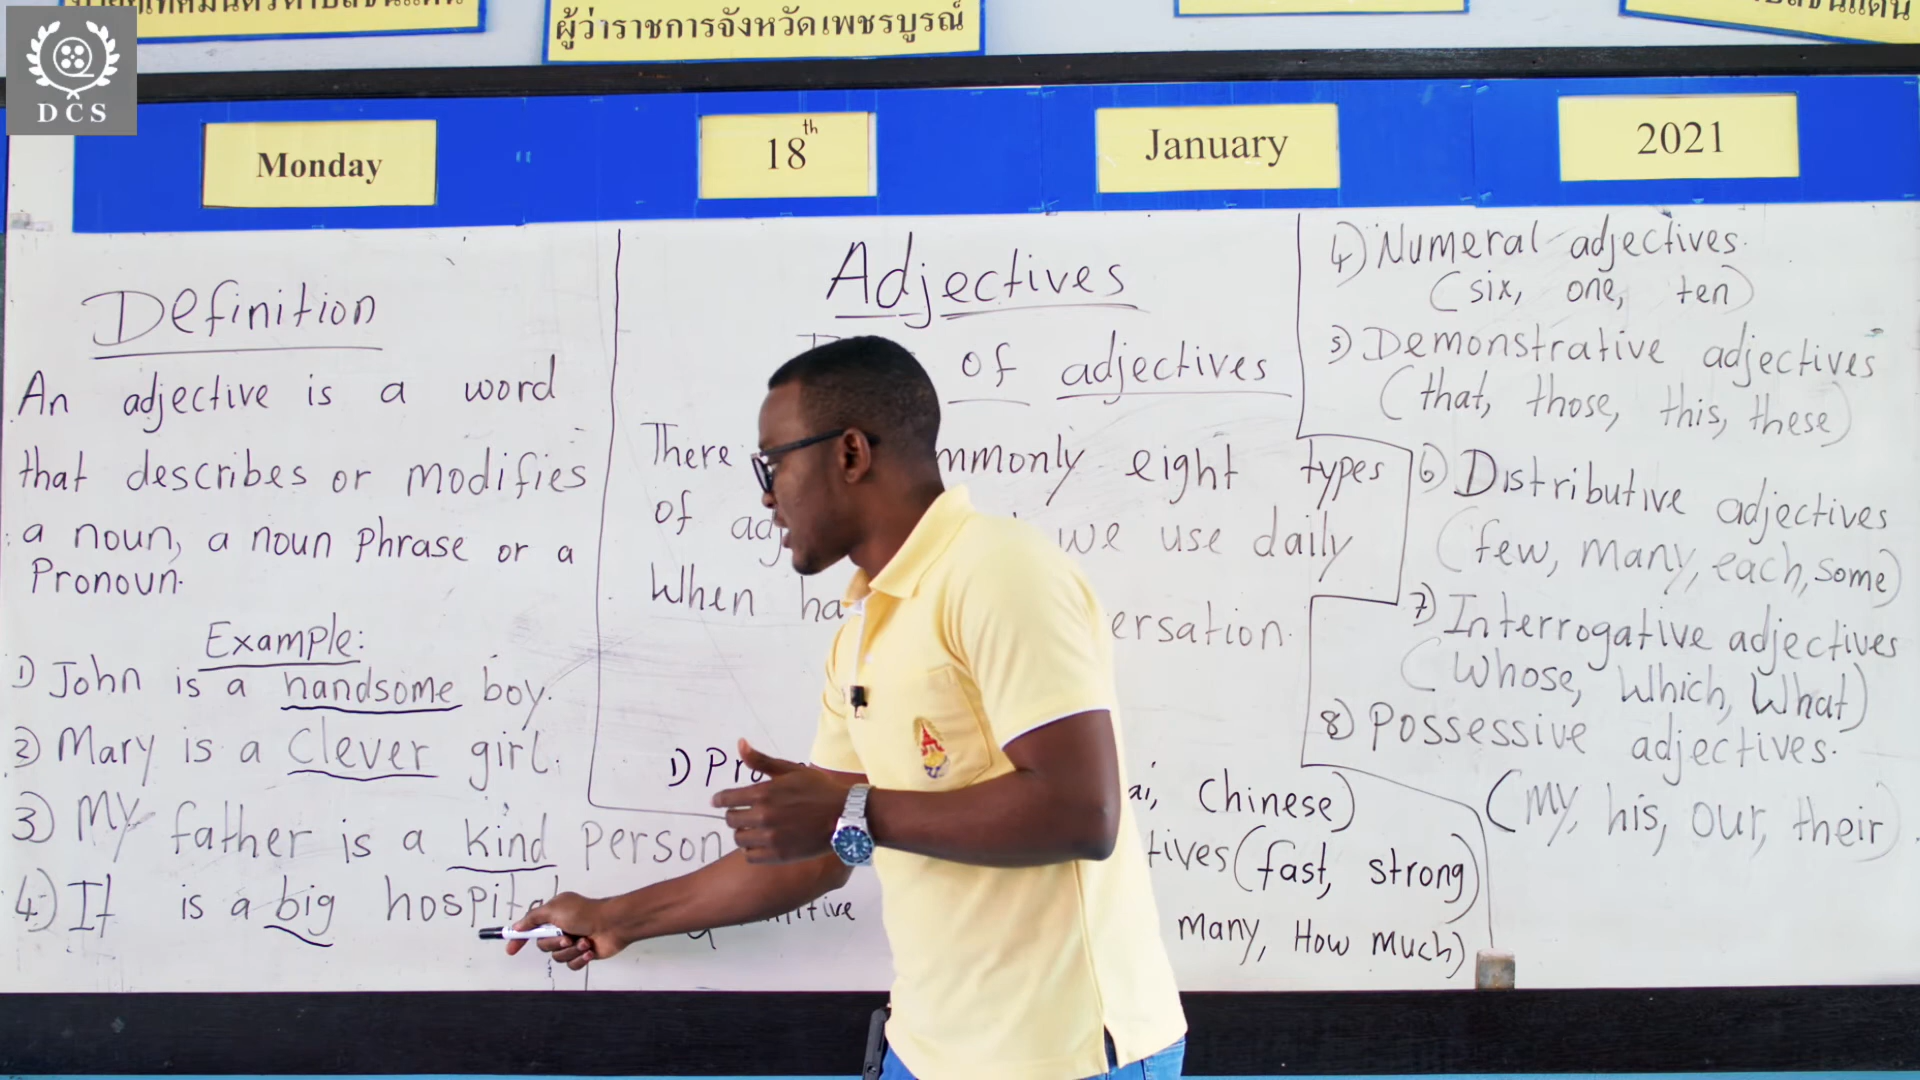 ผู้ว่าราชการจังหวัดเพชรบูรณ์
DCS
Monday
18th
January
2021
Definition
An adjective is a word
that describes or modifies
a noun, a noun phrase or a
Pronoun.
Example:
1) John is a handsome boy.
2) Mary is a clever girl.
3) My father is a kind person
4) It is a big
Adjectives
of adjectives
There mmonly eight types
of we use daily
When ersation.
1)
Chinese)
tives (fast, strong)
many, How much)
4) Numeral adjectives.
(six, one, ten)
5) Demonstrative adjectives
(that, those, this, these)
6) Distributive adjectives
(few, many, each, some)
7) Interrogative adjectives
(Whose, Which, What)
8) Possessive adjectives.
(my, his, our, their)